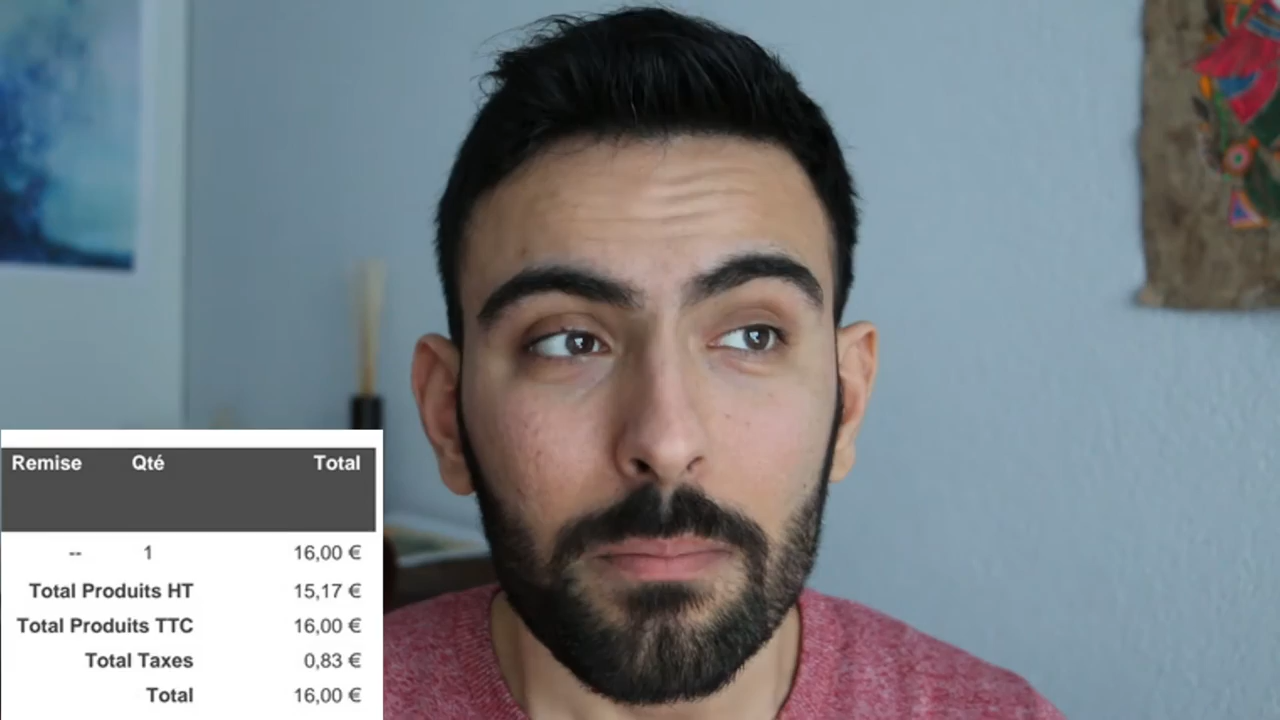 Remise Qté Total
-- 1 16,00 €
Total Produits HT 15,17 €
Total Produits TTC 16,00 €
Total Taxes 0,83 €
Total 16,00 €